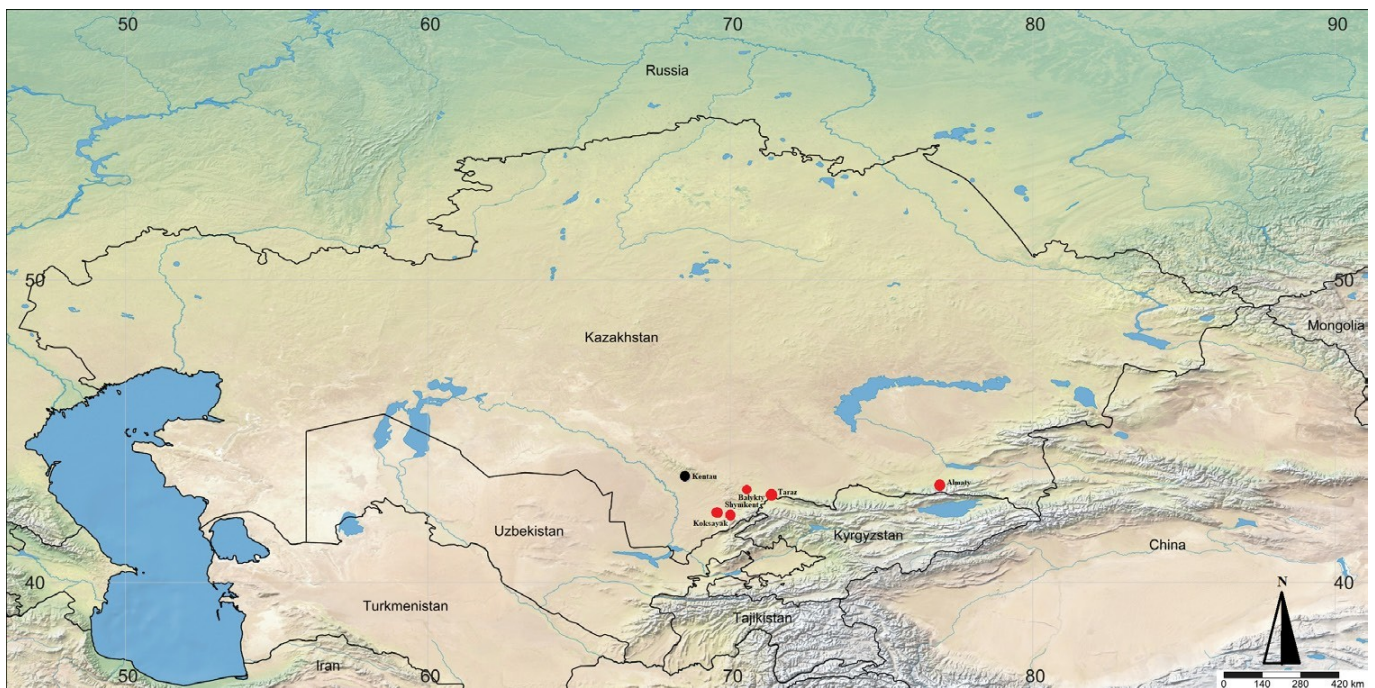 50 60 70 80 90
Russia
50 50
Kazakhstan
Mongolia
Kentau
Almaty
Balykty
Taraz
Shymkent
Koksayak
Uzbekistan
Kyrgyzstan
China
40 40
N
Turkmenistan
Tajikistan
Iran
50 60 70 80
0 140 280 420 km